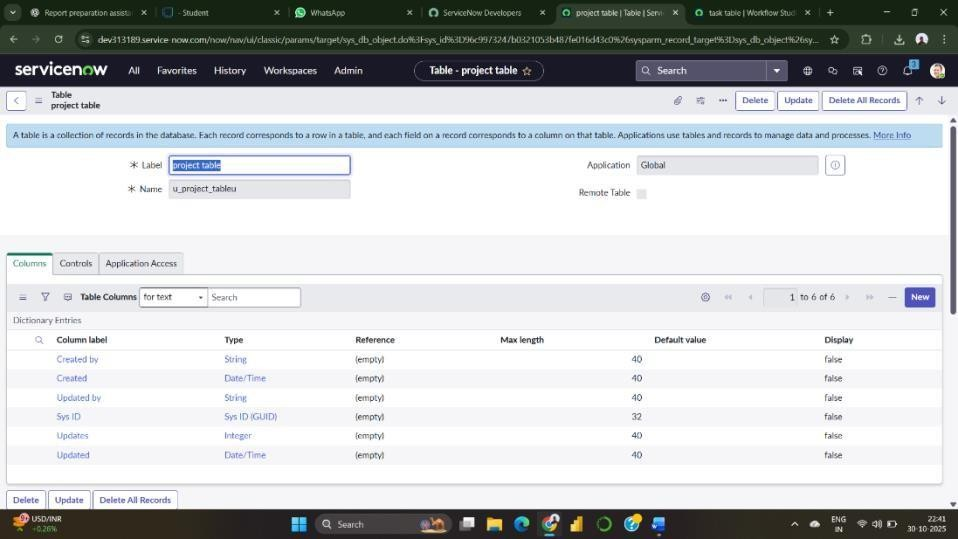 Report preparation assista
- Student
WhatsApp
ServiceNow Developers
project table | Table | Servi
task table | Workflow Stud
dev313189.service-now.com/now/nav/ui/classic/params/target/sys_db_object.do%3Fsys_id%3D96c9973247b0321053b487fe016d43c0%26sysparm_record_target%3Dsys_db_object%26sy...
servicenow All Favorites History Workspaces Admin Table - project table Search 3
Table
project table
Delete Update Delete All Records
A table is a collection of records in the database. Each record corresponds to a row in a table, and each field on a record corresponds to a column on that table. Applications use tables and records to manage data and processes. More Info
Label project table Application Global
Name u_project_tableu Remote Table
Columns Controls Application Access
Table Columns for text Search 1 to 6 of 6 New
Dictionary Entries
Column label Type Reference Max length Default value Display
Created by String (empty) 40 false
Created Date/Time (empty) 40 false
Updated by String (empty) 40 false
Sys ID Sys ID (GUID) (empty) 32 false
Updates Integer (empty) 40 false
Updated Date/Time (empty) 40 false
Delete Update Delete All Records
USD/INR
+0.26%
Search
ENG
IN
22:41
30-10-2025